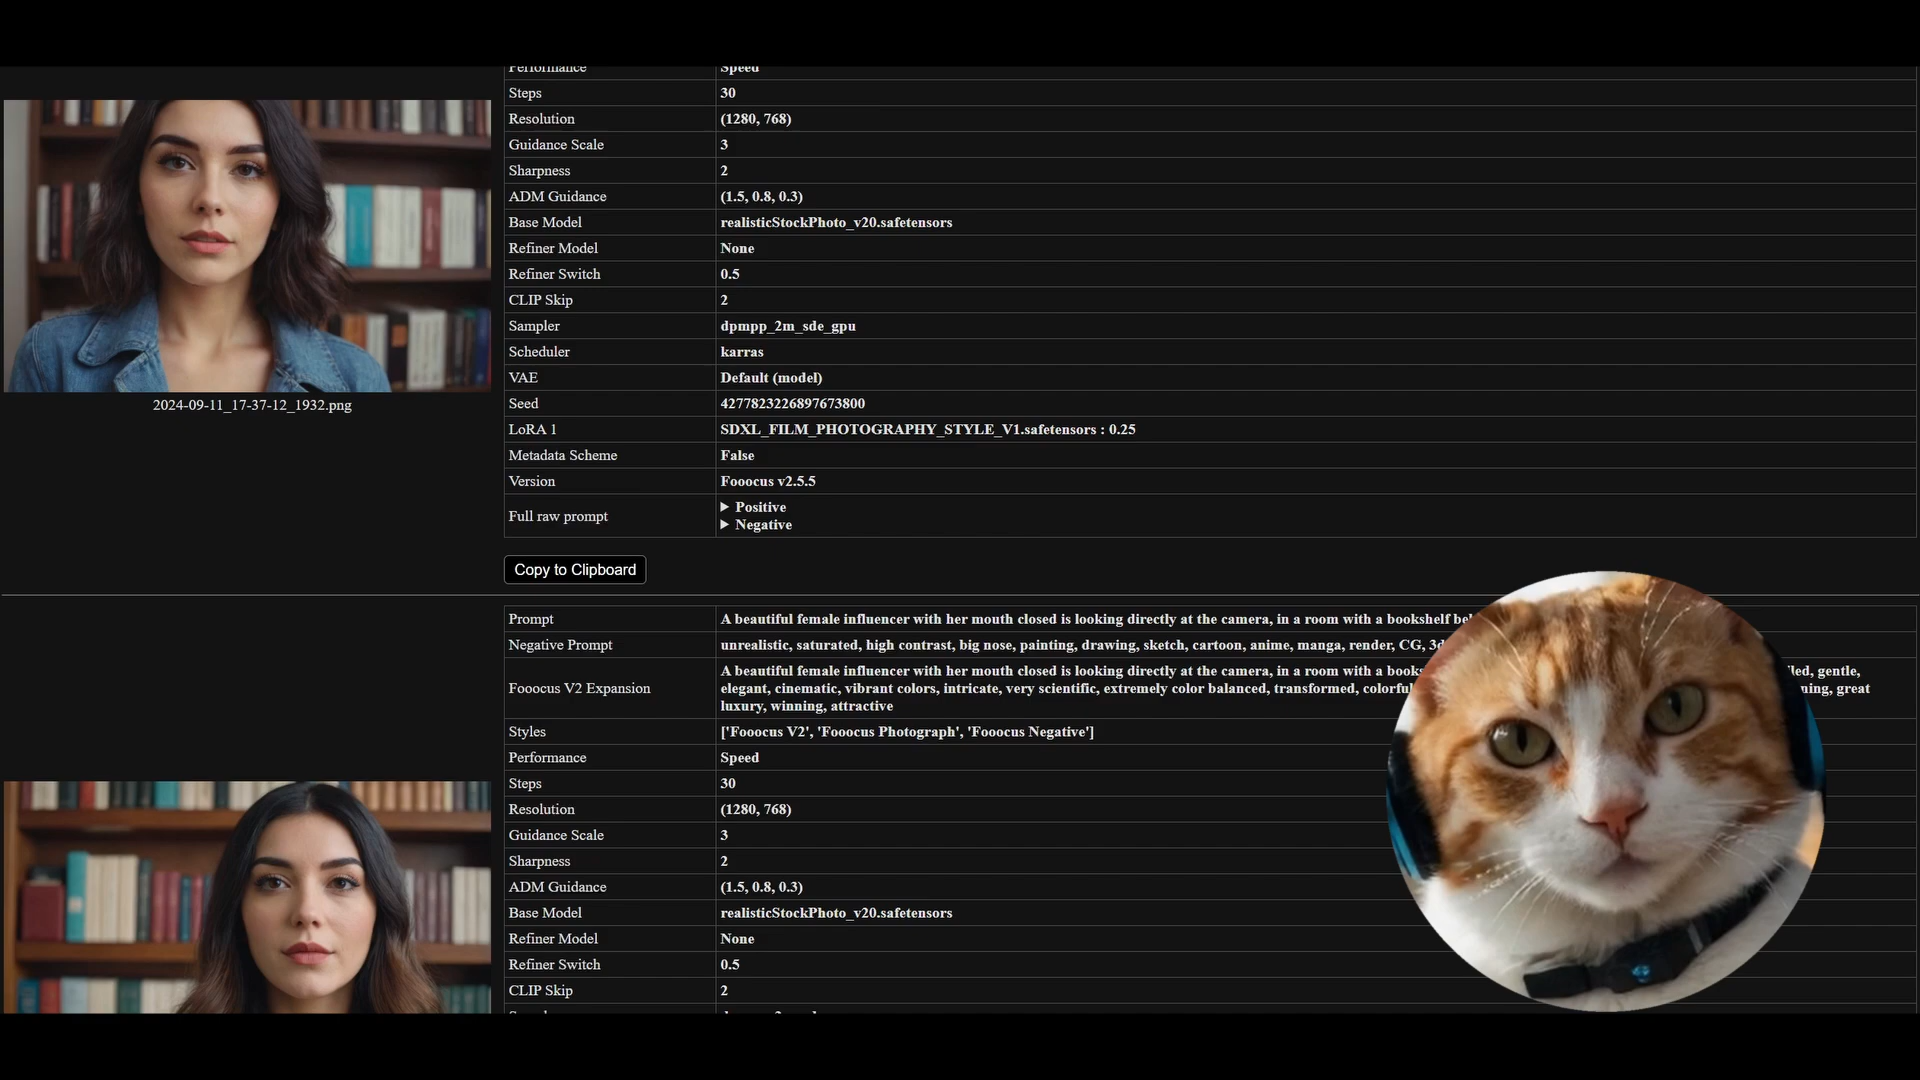 Performance Speed
Steps 30
Resolution (1280, 768)
Guidance Scale 3
Sharpness 2
ADM Guidance (1.5, 0.8, 0.3)
Base Model realisticStockPhoto_v20.safetensors
Refiner Model None
Refiner Switch 0.5
CLIP Skip 2
Sampler dpmpp_2m_sde_gpu
Scheduler karras
VAE Default (model)
Seed 4277823226897673800
2024-09-11_17-37-12_1932.png
LoRA 1 SDXL_FILM_PHOTOGRAPHY_STYLE_V1.safetensors : 0.25
Metadata Scheme False
Version Fooocus v2.5.5
Full raw prompt
▶ Positive
▶ Negative
Copy to Clipboard
Prompt A beautiful female influencer with her mouth closed is looking directly at the camera, in a room with a bookshelf
Negative Prompt unrealistic, saturated, high contrast, big nose, painting, drawing, sketch, cartoon, anime, manga, render, CG,
Fooocus V2 Expansion
A beautiful female influencer with her mouth closed is looking directly at the camera, in a room with a gentle,
elegant, cinematic, vibrant colors, intricate, very scientific, extremely color balanced, transformed, great
luxury, winning, attractive
Styles ['Fooocus V2', 'Fooocus Photograph', 'Fooocus Negative']
Performance Speed
Steps 30
Resolution (1280, 768)
Guidance Scale 3
Sharpness 2
ADM Guidance (1.5, 0.8, 0.3)
Base Model realisticStockPhoto_v20.safetensors
Refiner Model None
Refiner Switch 0.5
CLIP Skip 2